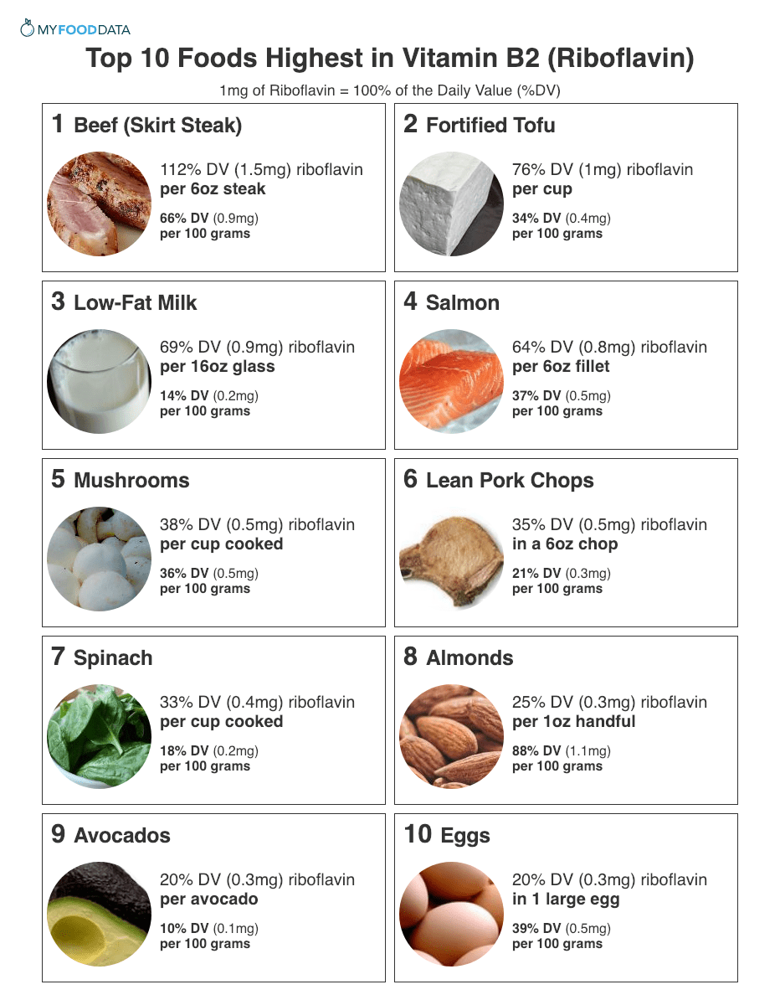 MYFOODDATA
Top 10 Foods Highest in Vitamin B2 (Riboflavin)
1mg of Riboflavin = 100% of the Daily Value (%DV)
1 Beef (Skirt Steak)
112% DV (1.5mg) riboflavin
per 6oz steak
66% DV (0.9mg)
per 100 grams
2 Fortified Tofu
76% DV (1mg) riboflavin
per cup
34% DV (0.4mg)
per 100 grams
3 Low-Fat Milk
69% DV (0.9mg) riboflavin
per 16oz glass
14% DV (0.2mg)
per 100 grams
4 Salmon
64% DV (0.8mg) riboflavin
per 6oz fillet
37% DV (0.5mg)
per 100 grams
5 Mushrooms
38% DV (0.5mg) riboflavin
per cup cooked
36% DV (0.5mg)
per 100 grams
6 Lean Pork Chops
35% DV (0.5mg) riboflavin
in a 6oz chop
21% DV (0.3mg)
per 100 grams
7 Spinach
33% DV (0.4mg) riboflavin
per cup cooked
18% DV (0.2mg)
per 100 grams
8 Almonds
25% DV (0.3mg) riboflavin
per 1oz handful
88% DV (1.1mg)
per 100 grams
9 Avocados
20% DV (0.3mg) riboflavin
per avocado
10% DV (0.1mg)
per 100 grams
10 Eggs
20% DV (0.3mg) riboflavin
in 1 large egg
39% DV (0.5mg)
per 100 grams